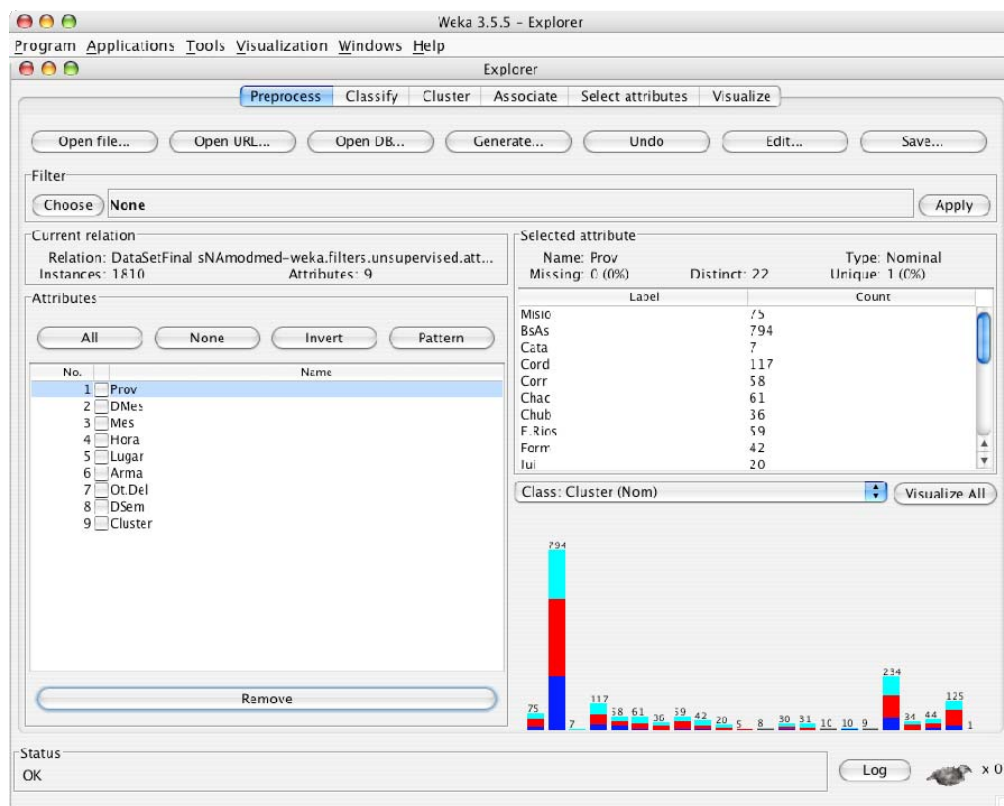 Weka 3.5.5 - Explorer
Program Applications Tools Visualization Windows Help
Explorer
Preprocess Classify Cluster Associate Select attributes Visualize
Open file... Open URL... Open DB... Generate... Undo Edit... Save...
Filter
Choose None Apply
Current relation
Relation: DataSetFinal sNAmodmed-weka.filters.unsupervised.att...
Instances: 1810 Attributes: 9
Attributes
All None Invert Pattern
No. Name
1 Prov
2 DMes
3 Mes
4 Hora
5 Lugar
6 Arma
7 Ot.Del
8 DSem
9 Cluster
Remove
Selected attribute
Name: Prov Type: Nominal
Missing: 0 (0%) Distinct: 22 Unique: 1 (0%)
Label Count
Misio 75
BsAs 794
Cata 7
Cord 117
Corr 58
Chac 61
Chub 36
E.Rios 59
Form 42
Juj 20
Class: Cluster (Nom) Visualize All
75 794 7 117 58 61 36 59 42 20 5 8 30 31 10 10 9 234 34 44 125 1
Status
OK
Log x 0